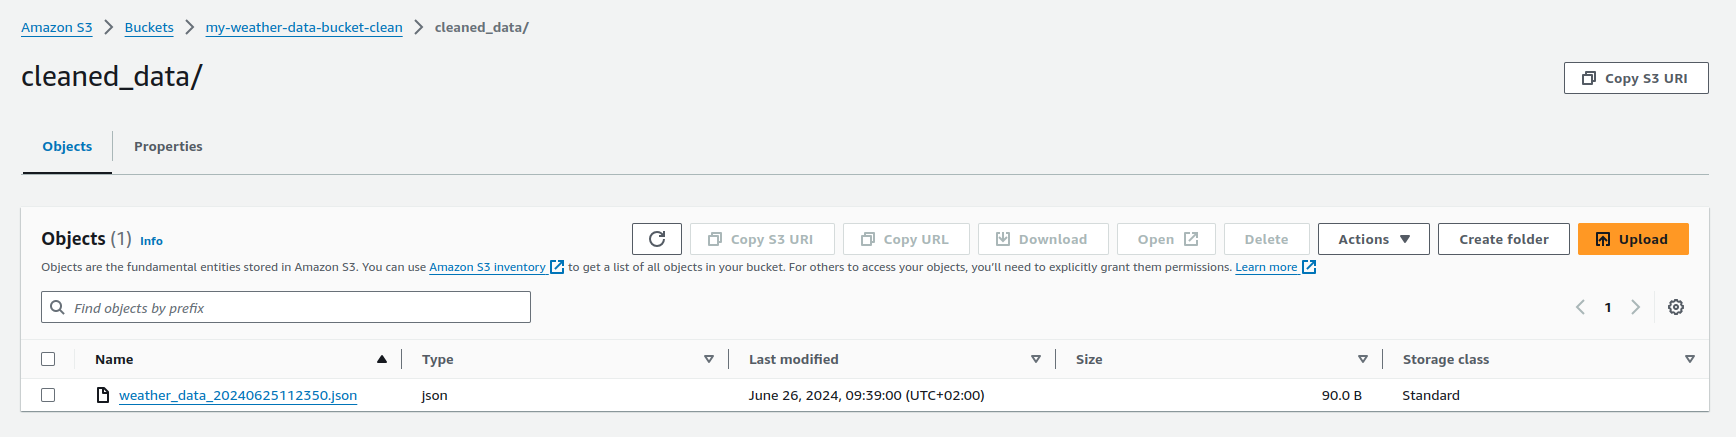 Amazon S3 > Buckets > my-weather-data-bucket-clean > cleaned_data/
cleaned_data/
Copy S3 URI
Objects
Properties
Objects (1) Info
Copy S3 URI
Copy URL
Download
Open
Delete
Actions
Create folder
Upload
Objects are the fundamental entities stored in Amazon S3. You can use Amazon S3 inventory to get a list of all objects in your bucket. For others to access your objects, you'll need to explicitly grant them permissions. Learn more
Find objects by prefix
1
Name Type Last modified Size Storage class
weather_data_20240625112350.json json June 26, 2024, 09:39:00 (UTC+02:00) 90.0 B Standard